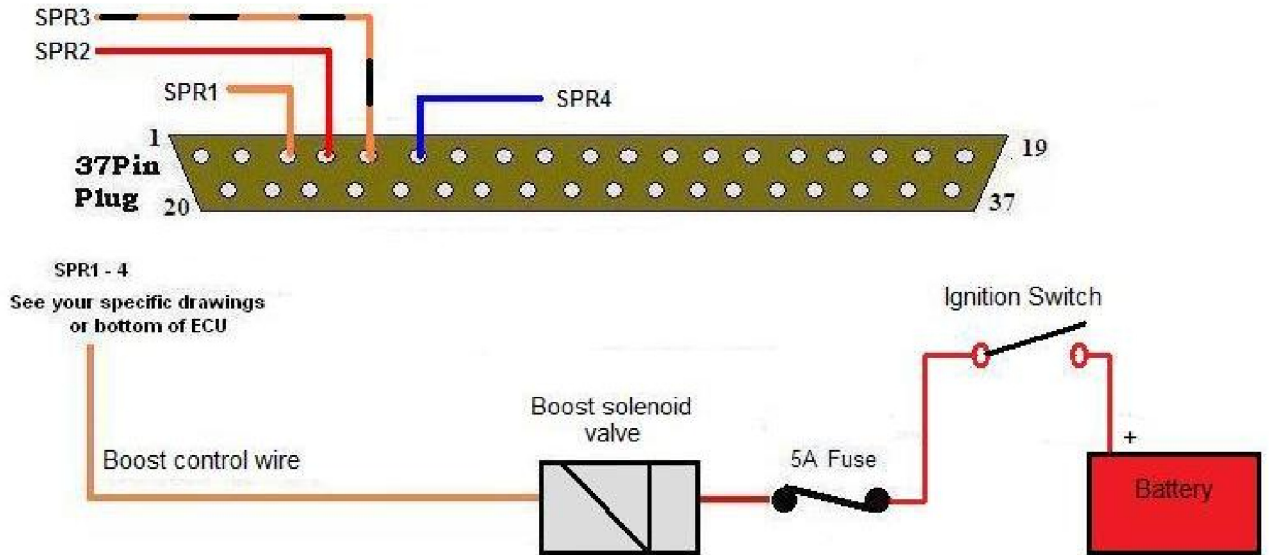 SPR3
SPR2
SPR1
SPR4
1
19
37Pin
Plug
20
37
SPR1 - 4
See your specific drawings
or bottom of ECU
Ignition Switch
Boost solenoid
valve
Boost control wire
5A Fuse
+
Battery